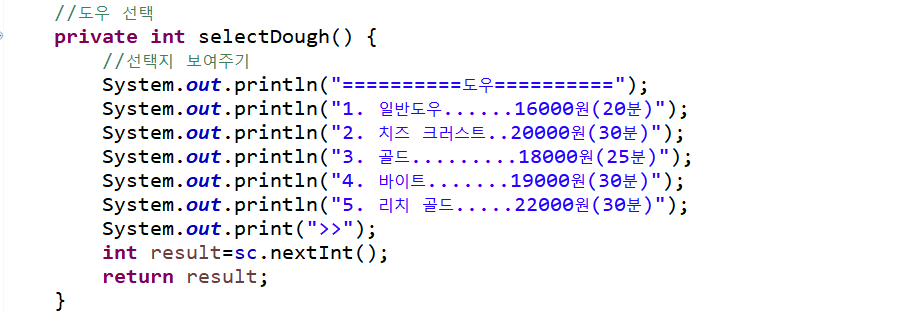 //도우 선택
private int selectDough() {
//선택지 보여주기
System.out.println("==========도우==========");
System.out.println("1. 일반도우......16000원(20분)");
System.out.println("2. 치즈 크러스트..20000원(30분)");
System.out.println("3. 골드.........18000원(25분)");
System.out.println("4. 바이트.......19000원(30분)");
System.out.println("5. 리치 골드.....22000원(30분)");
System.out.print(">>");
int result=sc.nextInt();
return result;
}